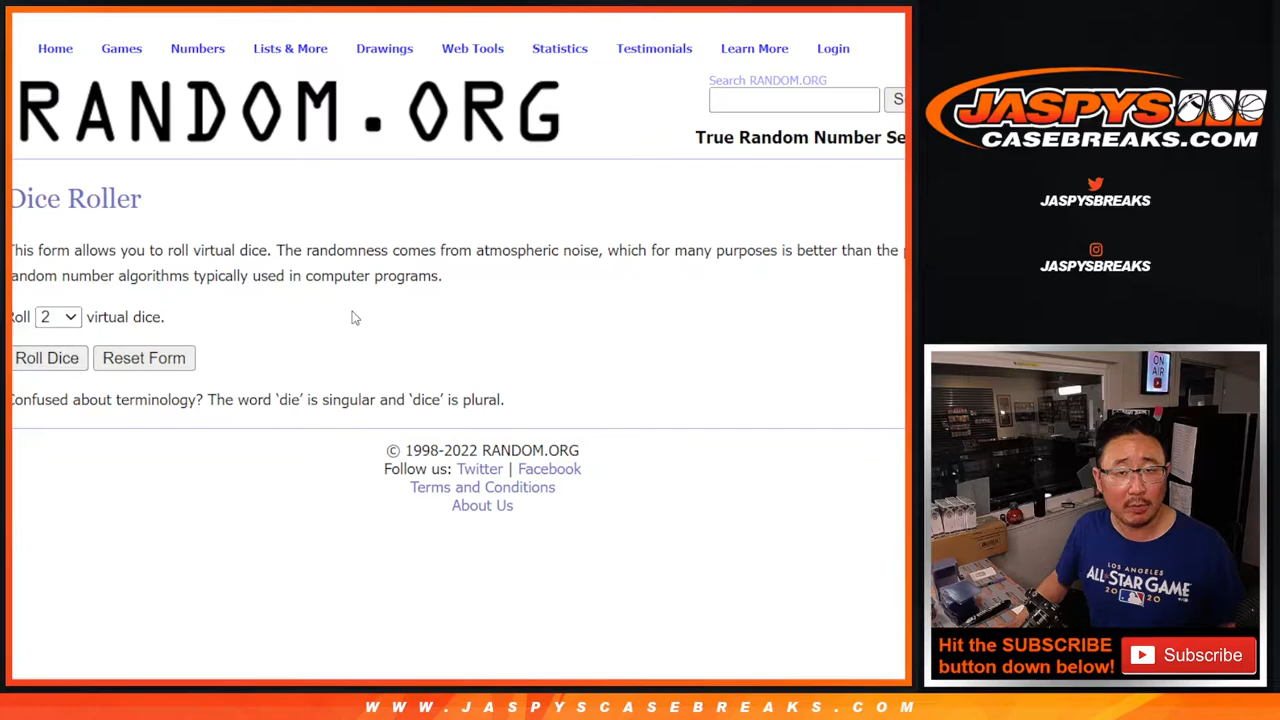 Home Games Numbers Lists & More Drawings Web Tools Statistics Testimonials Learn More Login
RANDOM.ORG
Search RANDOM.ORG
S
True Random Number Se
Dice Roller
This form allows you to roll virtual dice. The randomness comes from atmospheric noise, which for many purposes is better than the p
andom number algorithms typically used in computer programs.
Roll 2 virtual dice.
Roll Dice Reset Form
Confused about terminology? The word ‘die’ is singular and ‘dice’ is plural.
© 1998-2022 RANDOM.ORG
Follow us: Twitter | Facebook
Terms and Conditions
About Us
JASPYS
CASEBREAKS.COM
JASPYSBREAKS
JASPYSBREAKS
ON
AIR
LOS ANGELES
ALL-STAR GAME
2020
Hit the SUBSCRIBE
button down below!
Subscribe
WWW.JASPYSCASEBREAKS.COM